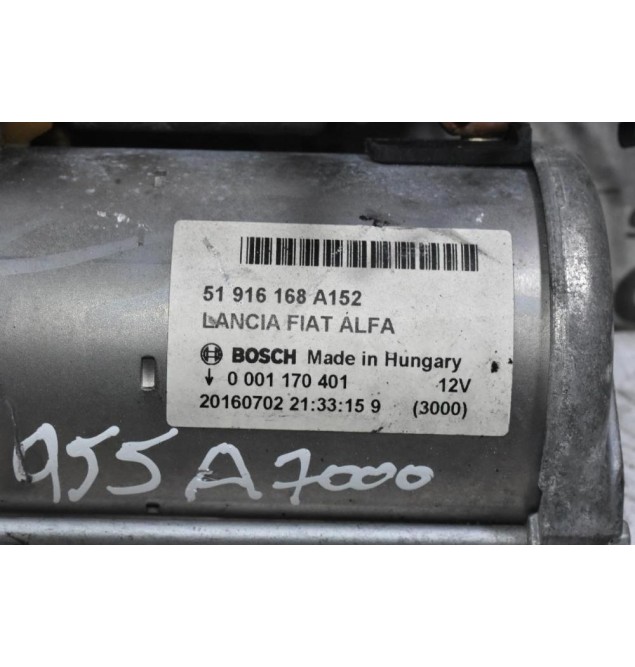 51 916 168 A152
LANCIA FIAT ALFA
BOSCH Made in Hungary
↓ 0 001 170 401 12V
20160702 21:33:15 9 (3000)
955 A 7000